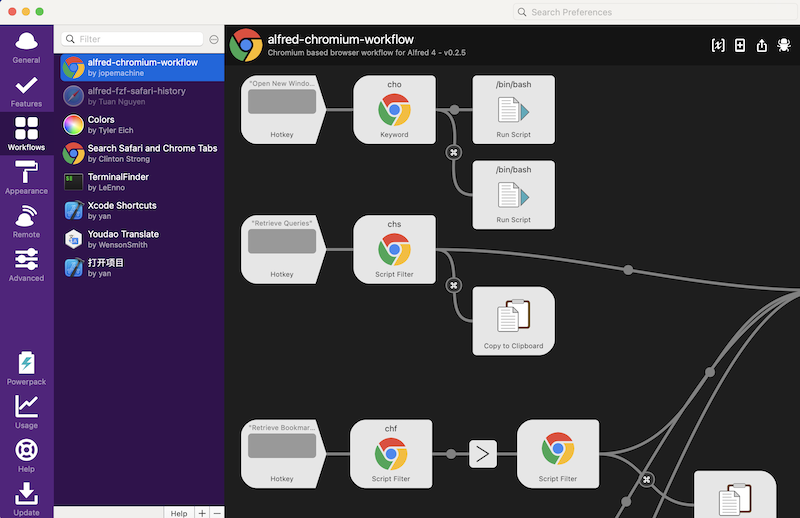 Search Preferences
General
Features
Workflows
Appearance
Remote
Advanced
Powerpack
Usage
Help
Update
Filter
alfred-chromium-workflow
by jopemachine
alfred-fzf-safari-history
by Tuan Nguyen
Colors
by Tyler Eich
Search Safari and Chrome Tabs
by Clinton Strong
TerminalFinder
by LeEnno
Xcode Shortcuts
by yan
Youdao Translate
by WensonSmith
打开项目
by yan
Help
alfred-chromium-workflow
Chromium based browser workflow for Alfred 4 - v0.2.5
"Open New Windo...
Hotkey
cho
Keyword
/bin/bash
Run Script
/bin/bash
Run Script
"Retrieve Queries"
Hotkey
chs
Script Filter
Copy to Clipboard
"Retrieve Bookmar...
Hotkey
chf
Script Filter
Script Filter